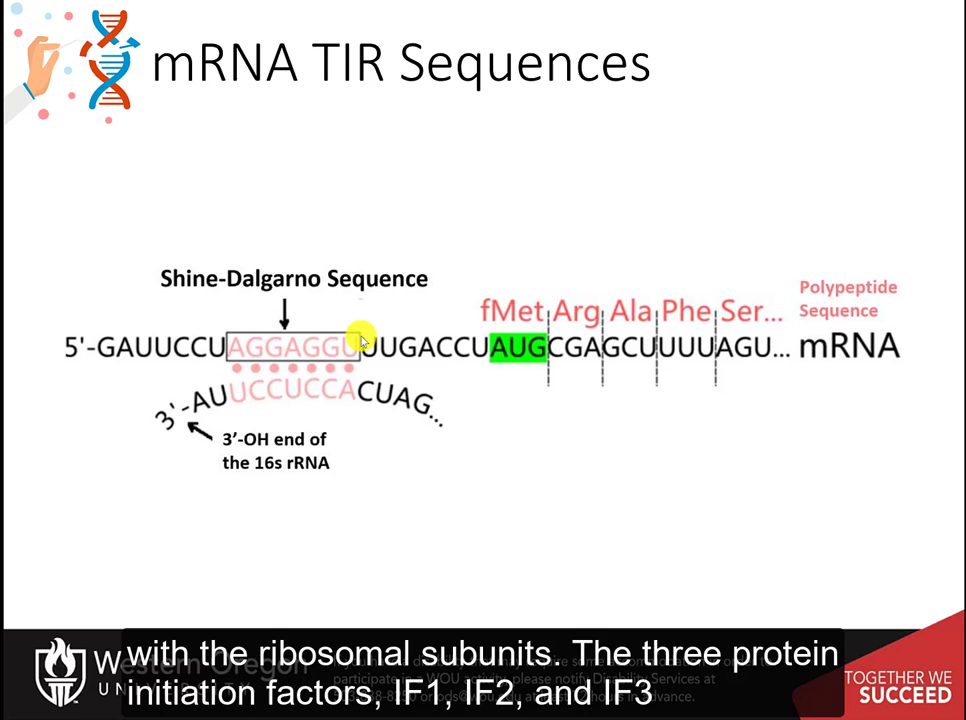 mRNA TIR Sequences
Shine-Dalgarno Sequence
fMet Arg Ala Phe Ser...
Polypeptide
Sequence
5'-GAUUCCUAGGAGGUUUGACCUAUGCGAGCUUUUAGU... mRNA
3'-AUUCCUCCACUAG...
3'-OH end of
the 16s rRNA
with the ribosomal subunits. The three protein
initiation factors, IF1, IF2, and IF3
Western Oregon
TOGETHER WE
SUCCEED